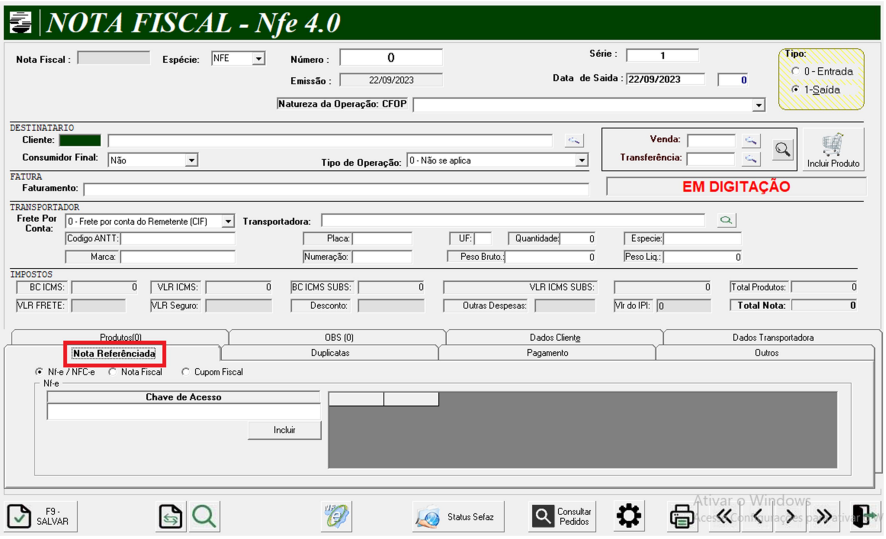 NOTA FISCAL - Nfe 4.0
Nota Fiscal : Espécie: NFE Número : 0 Série : 1 Tipo:
0 - Entrada
Emissão : 22/09/2023 Data de Saida : 22/09/2023 0
1-Saída
Natureza da Operação: CFOP
DESTINATARIO
Cliente: Venda:
Consumidor Final: Não Tipo de Operação: 0 - Não se aplica Transferência: Incluir Produto
FATURA
Faturamento: EM DIGITAÇÃO
TRANSPORTADOR
Frete Por Conta: 0 - Frete por conta do Remetente (CIF) Transportadora:
Codigo ANTT: Placa: UF: Quantidade: 0 Especie:
Marca: Numeração: Peso Bruto.: 0 Peso Liq.: 0
IMPOSTOS
BC ICMS: 0 VLR ICMS: 0 BC ICMS SUBS: 0 VLR ICMS SUBS: 0 Total Produtos: 0
VLR FRETE: VLR Seguro: Desconto: Outras Despesas: Vlr do IPI: 0 Total Nota: 0
Produtos(0) OBS (0) Dados Cliente Dados Transportadora
Nota Referênciada Duplicatas Pagamento Outros
Nf-e / NFC-e Nota Fiscal Cupom Fiscal
Nf-e
Chave de Acesso
Incluir
F9 - SALVAR Status Sefaz Consultar Pedidos
Ativar o Windows